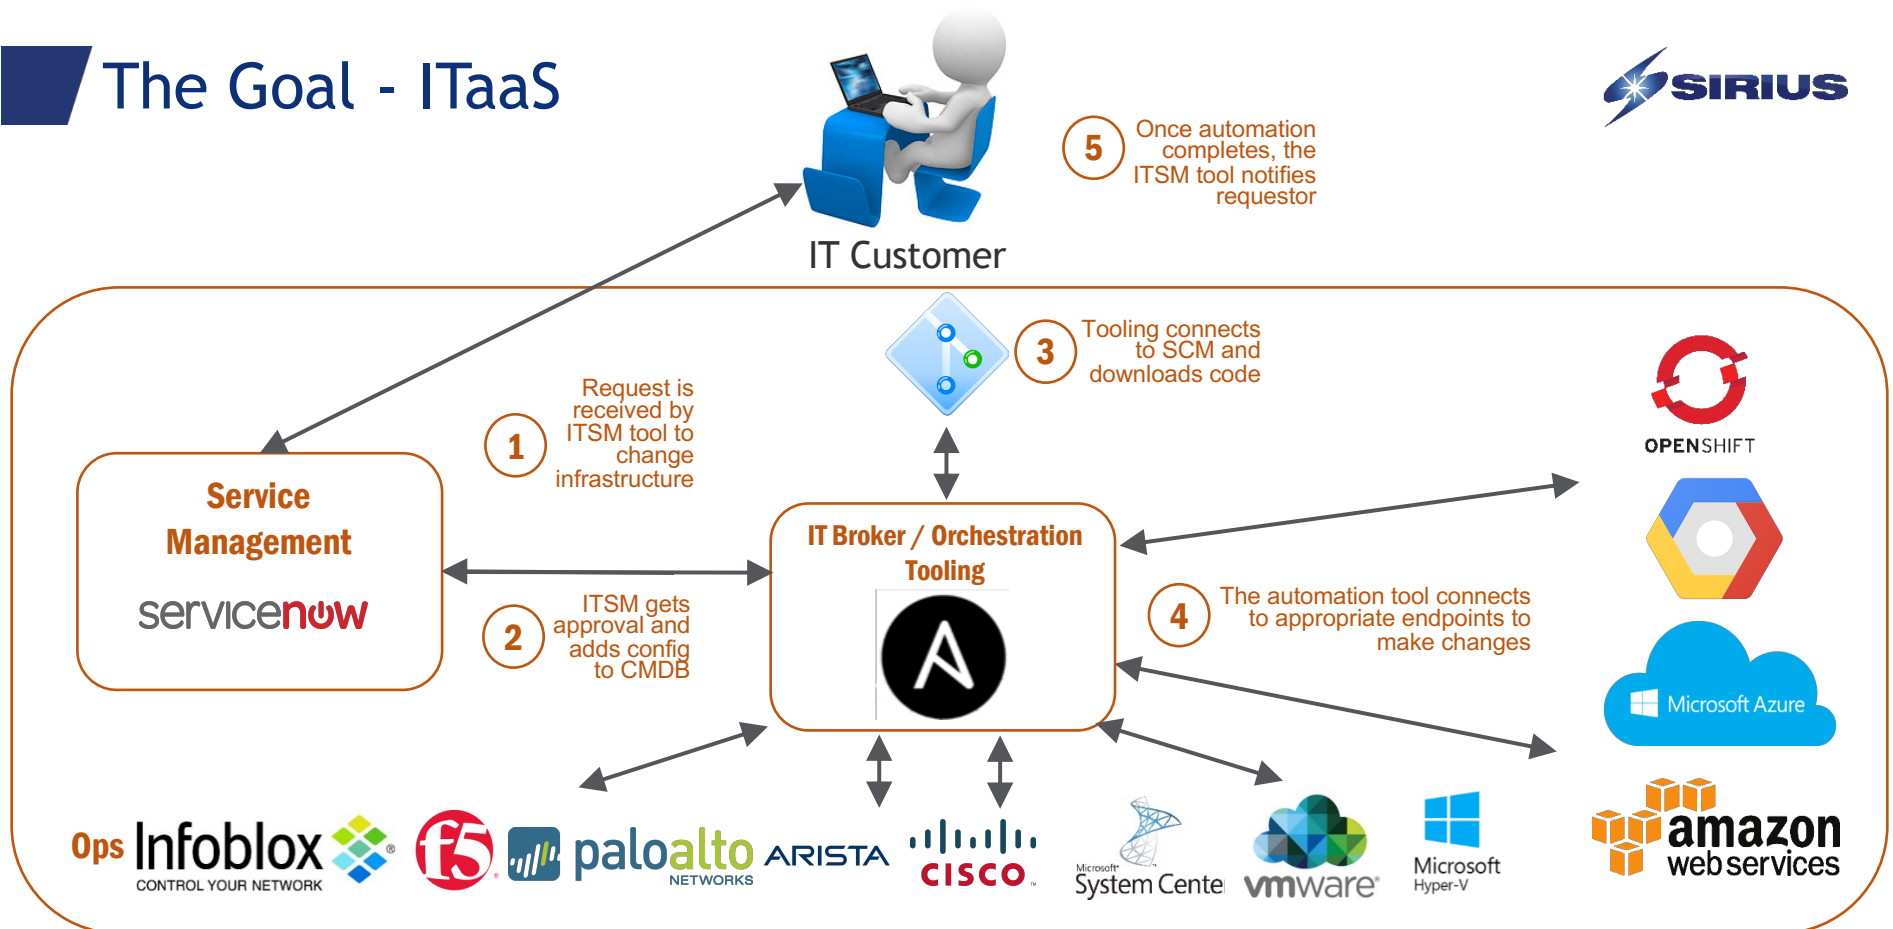 The Goal - ITaaS
SIRIUS
5
Once automation
completes, the
ITSM tool notifies
requestor
IT Customer
3
Tooling connects
to SCM and
downloads code
1
Request is
received by
ITSM tool to
change
infrastructure
OPENSHIFT
Service
Management
servicenow
IT Broker / Orchestration
Tooling
A
2
ITSM gets
approval and
adds config
to CMDB
4
The automation tool connects
to appropriate endpoints to
make changes
Microsoft Azure
Ops
Infoblox
CONTROL YOUR NETWORK
f5
paloalto
NETWORKS
ARISTA
CISCO
Microsoft
System Cente
vmware
Microsoft
Hyper-V
amazon
web services